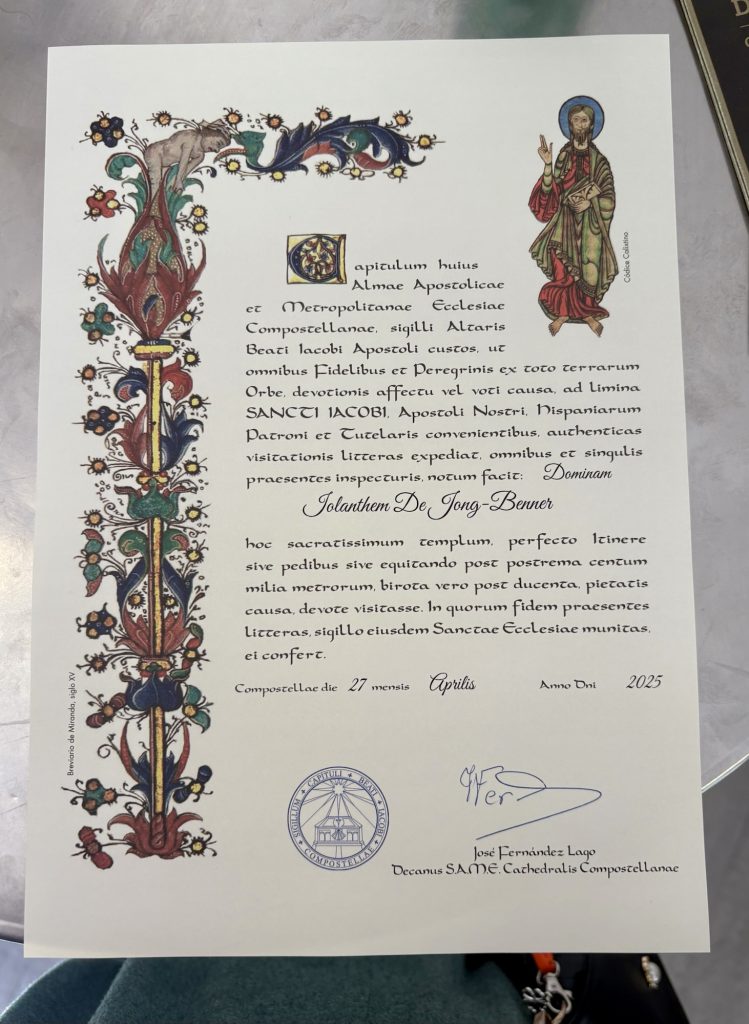 D
Códice Calixtino
Capitulum huius
Almae Apostolicae
et Metropolitanae Ecclesiae
Compostellanae, sigilli Altaris
Beati Iacobi Apostoli custos, ut
omnibus Fidelibus et Peregrinis ex toto terrarum
Orbe, devotionis affectu vel voti causa, ad limina
SANCTI IACOBI, Apostoli Nostri, Hispaniarum
Patroni et Tutelaris convenientibus, authenticas
visitationis litteras expediat, omnibus et singulis
praesentes inspecturis, notum facit: Dominam
Iolanthem De Jong-Benner
hoc sacratissimum templum, perfecto Itinere
sive pedibus sive equitando post postrema centum
milia metrorum, birota vero post ducenta, pietatis
causa, devote visitasse. In quorum fidem praesentes
litteras, sigillo eiusdem Sanctae Ecclesiae munitas,
ei confert.
Compostellae die 27 mensis Aprilis Anno Dni 2025
Breviario de Miranda, siglo XV
SIGILLUM CAPITULI BEATI IACOBI
COMPOSTELLAE
José Fernández Lago
Decanus S.A.M.E. Cathedralis Compostellanae